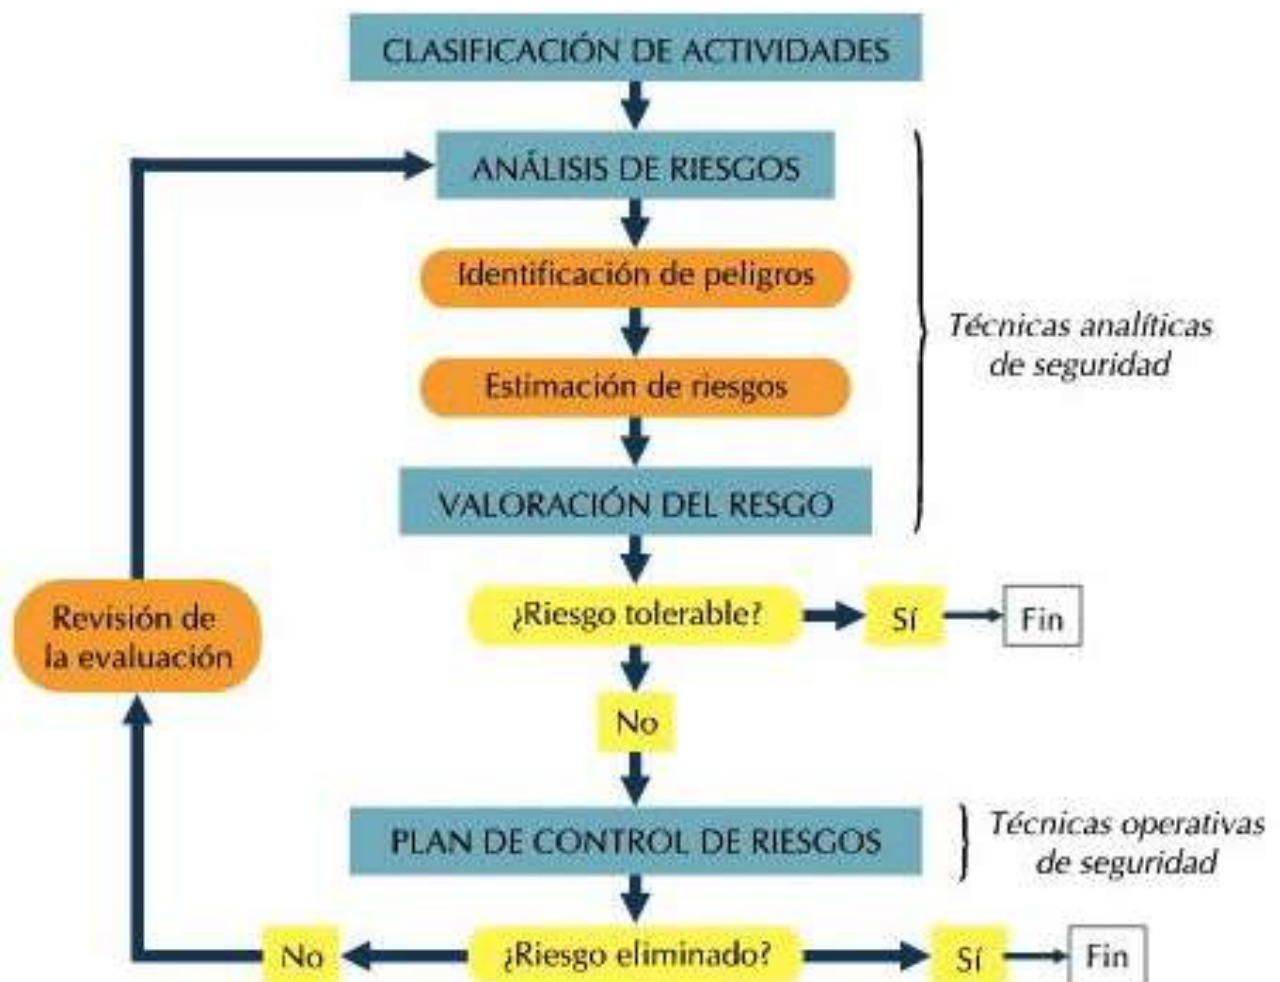 CLASIFICACIÓN DE ACTIVIDADES
ANÁLISIS DE RIESGOS
Identificación de peligros
Estimación de riesgos
Técnicas analíticas
de seguridad
VALORACIÓN DEL RESGO
¿Riesgo tolerable?
Sí
Fin
Revisión de
la evaluación
No
PLAN DE CONTROL DE RIESGOS
Técnicas operativas
de seguridad
No
¿Riesgo eliminado?
Sí
Fin